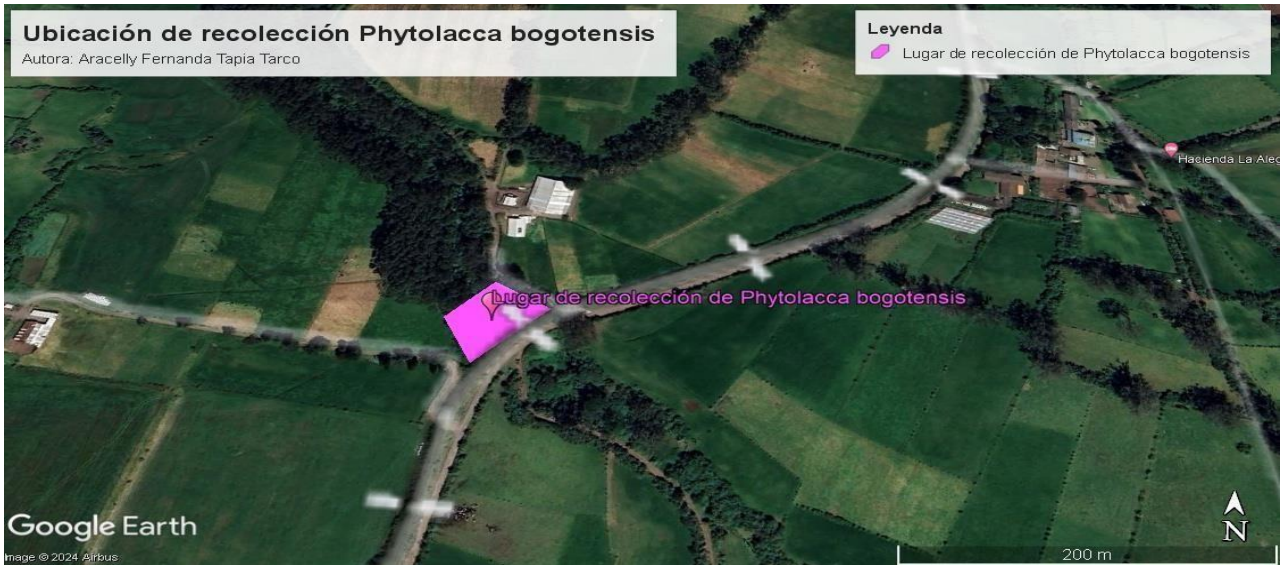 Ubicación de recolección Phytolacca bogotensis
Autora: Aracelly Fernanda Tapia Tarco
Leyenda
Lugar de recolección de Phytolacca bogotensis
Hacienda La Aleg
Lugar de recolección de Phytolacca bogotensis
Google Earth
Image © 2024 Airbus
N
200 m